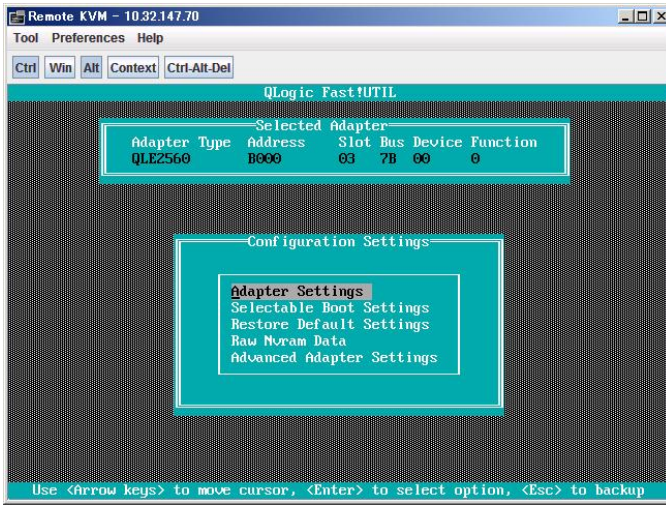 Remote KVM - 10.32.147.70
Tool Preferences Help
Ctrl Win Alt Context Ctrl-Alt-Del
QLogic Fast!UTIL
Selected Adapter
Adapter Type Address Slot Bus Device Function
QLE2560 B000 03 7B 00 0
Configuration Settings
Adapter Settings
Selectable Boot Settings
Restore Default Settings
Raw Nvram Data
Advanced Adapter Settings
Use <Arrow keys> to move cursor, <Enter> to select option, <Esc> to backup